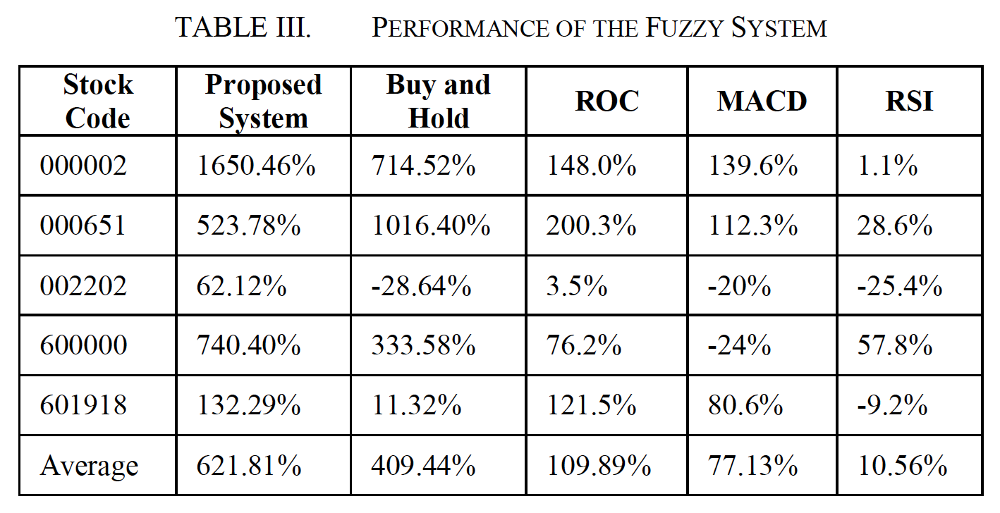 TABLE III. PERFORMANCE OF THE FUZZY SYSTEM
Stock Code Proposed System Buy and Hold ROC MACD RSI
000002 1650.46% 714.52% 148.0% 139.6% 1.1%
000651 523.78% 1016.40% 200.3% 112.3% 28.6%
002202 62.12% -28.64% 3.5% -20% -25.4%
600000 740.40% 333.58% 76.2% -24% 57.8%
601918 132.29% 11.32% 121.5% 80.6% -9.2%
Average 621.81% 409.44% 109.89% 77.13% 10.56%